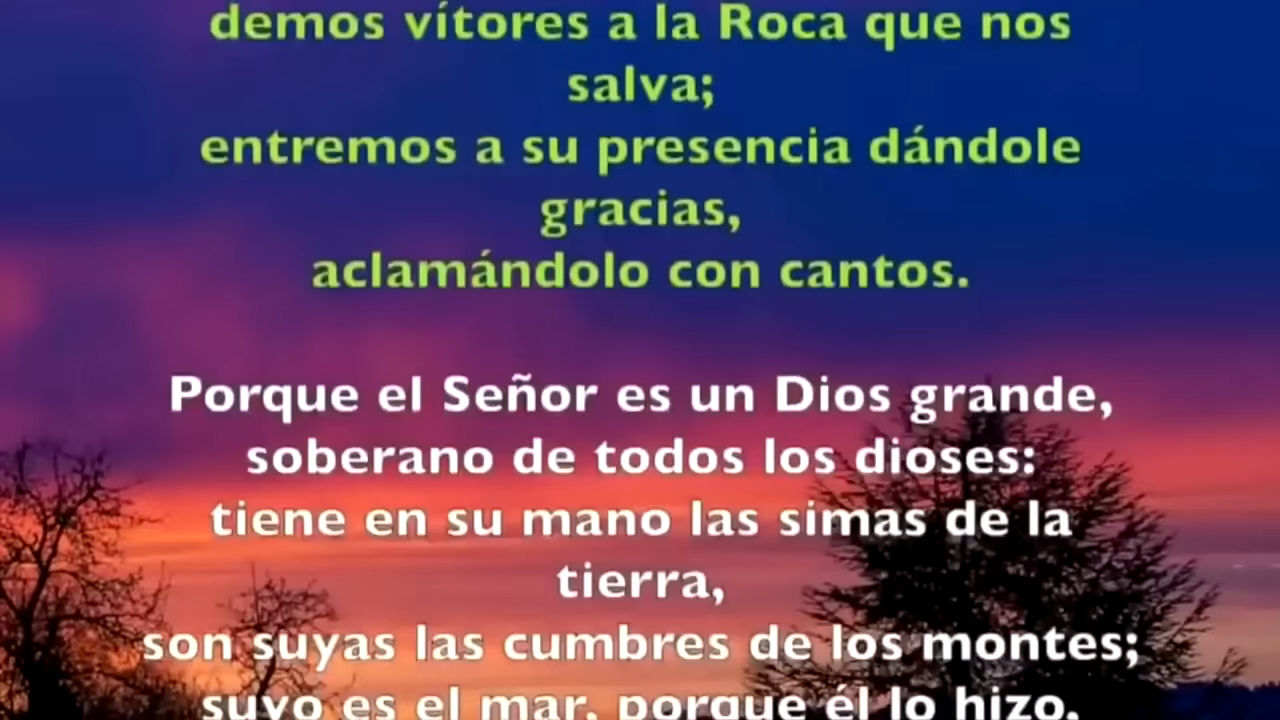 demos vítores a la Roca que nos
salva;
entremos a su presencia dándole
gracias,
aclamándolo con cantos.
Porque el Señor es un Dios grande,
soberano de todos los dioses:
tiene en su mano las simas de la
tierra,
son suyas las cumbres de los montes;
suyo es el mar, porque él lo hizo,